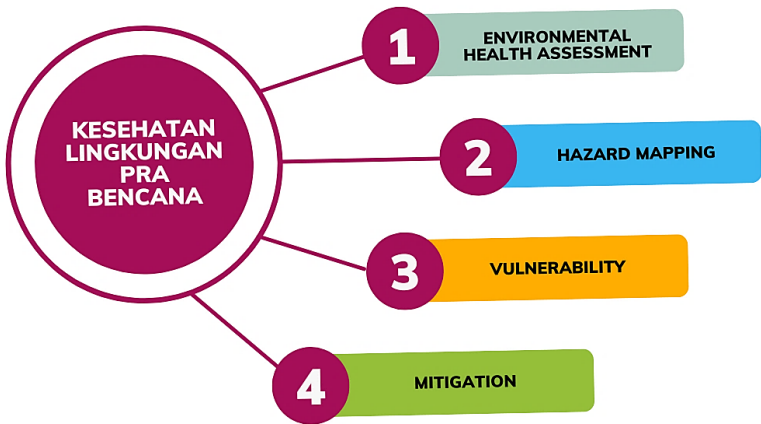 KESEHATAN
LINGKUNGAN
PRA
BENCANA
1
ENVIRONMENTAL
HEALTH ASSESSMENT
2
HAZARD MAPPING
3
VULNERABILITY
4
MITIGATION